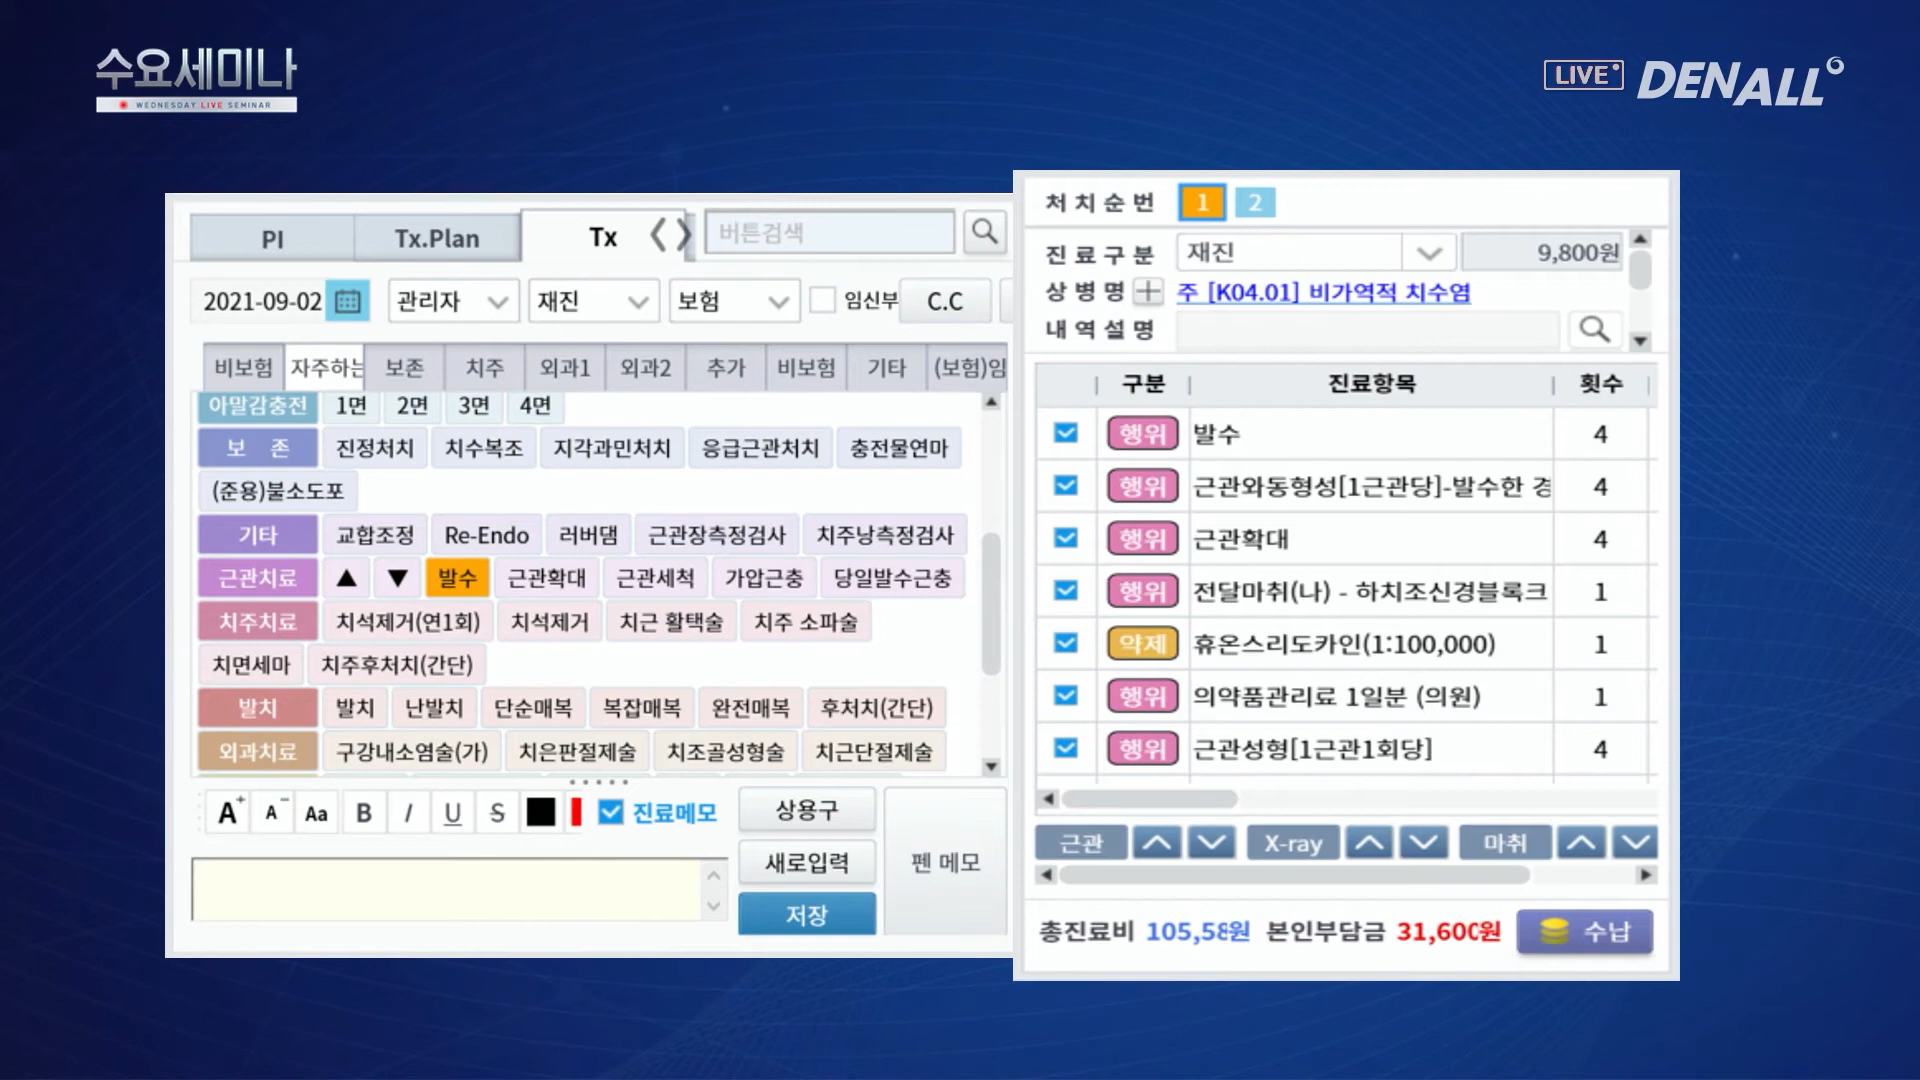 수요세미나
WEDNESDAY LIVE SEMINAR
LIVE DENALL
PI Tx.Plan Tx 버튼검색
2021-09-02 관리자 재진 보험 임신부 C.C
비보험 자주하는 보존 치주 외과1 외과2 추가 비보험 기타 (보험)임
아말감충전 1면 2면 3면 4면
보 존 진정처치 치수복조 지각과민처치 응급근관처치 충전물연마
(준용)불소도포
기타 교합조정 Re-Endo 러버댐 근관장측정검사 치주낭측정검사
근관치료 ▲ ▼ 발수 근관확대 근관세척 가압근충 당일발수근충
치주치료 치석제거(연1회) 치석제거 치근 활택술 치주 소파술
치면세마 치주후처치(간단)
발치 발치 난발치 단순매복 복잡매복 완전매복 후처치(간단)
외과치료 구강내소염술(가) 치은판절제술 치조골성형술 치근단절제술
A+ A- Aa B I U S 진료메모
상용구
새로입력
저장
펜 메모
처치순번 1 2
진료구분 재진 9,800원
상병명 주 [K04.01] 비가역적 치수염
내역설명
구분 진료항목 횟수
행위 발수 4
행위 근관와동형성[1근관당]-발수한 경 4
행위 근관확대 4
행위 전달마취(나) - 하치조신경블록크 1
약제 휴온스리도카인(1:100,000) 1
행위 의약품관리료 1일분 (의원) 1
행위 근관성형[1근관1회당] 4
근관 X-ray 마취
총진료비 105,58원 본인부담금 31,600원 수납